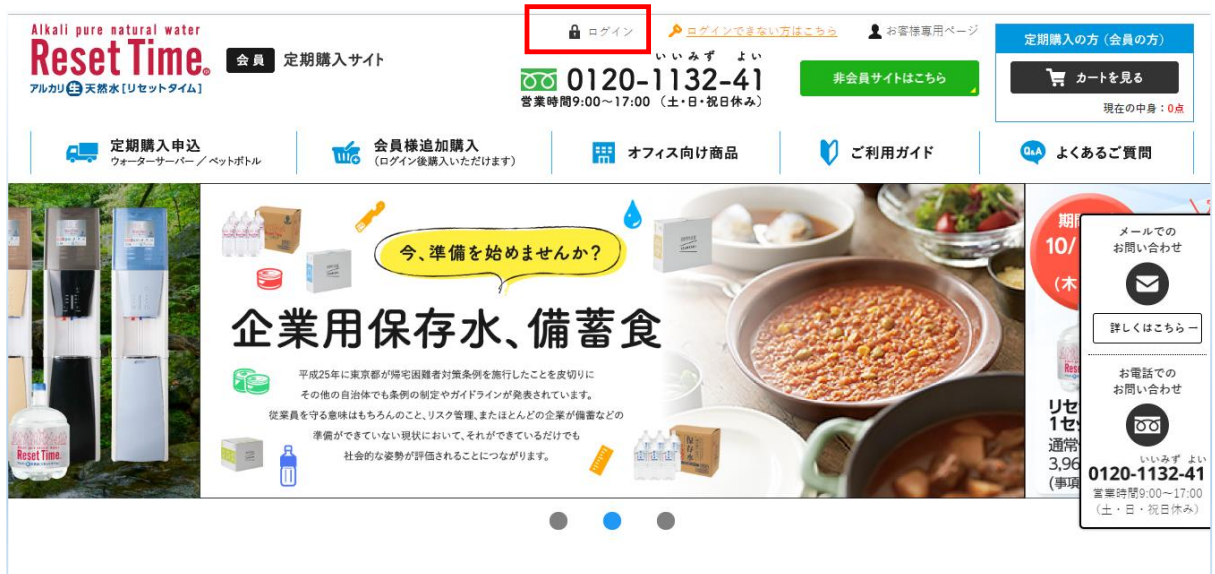 Alkali pure natural water
Reset Time®
アルカリ生天然水[リセットタイム]
会員 定期購入サイト
ログイン
ログインできない方はこちら
お客様専用ページ
いいみず よい
0120-1132-41
営業時間9:00～17:00 (土・日・祝日休み)
非会員サイトはこちら
定期購入の方 (会員の方)
カートを見る
現在の中身：0点
定期購入申込
ウォーターサーバー／ペットボトル
会員様追加購入
(ログイン後購入いただけます)
オフィス向け商品
ご利用ガイド
Q&A よくあるご質問
今、準備を始めませんか？
企業用保存水、備蓄食
平成25年に東京都が帰宅困難者対策条例を施行したことを皮切りに
その他の自治体でも条例の制定やガイドラインが発表されています。
従業員を守る意味はもちろんのこと、リスク管理、またほとんどの企業が備蓄などの
準備ができていない現状において、それができているだけでも
社会的な姿勢が評価されることにつながります。
Reset Time.
保存水
10/
(木
リセ
1セ
通常
3,96
(事項
メールでの
お問い合わせ
詳しくはこちら
お電話での
お問い合わせ
いいみず よい
0120-1132-41
営業時間9:00～17:00
(土・日・祝日休み)